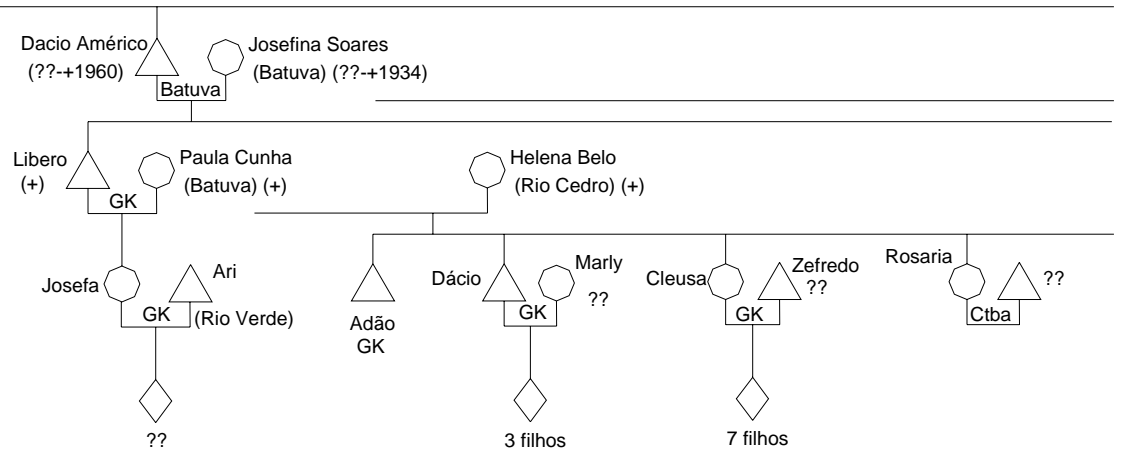 Dacio Américo
(??-+1960)
Josefina Soares
(Batuva) (??-+1934)
Batuva
Libero
(+)
Paula Cunha
(Batuva) (+)
GK
Helena Belo
(Rio Cedro) (+)
Josefa
Ari
(Rio Verde)
GK
??
Adão
GK
Dácio
Marly
??
GK
3 filhos
Cleusa
Zefredo
??
GK
7 filhos
Rosaria
??
Ctba